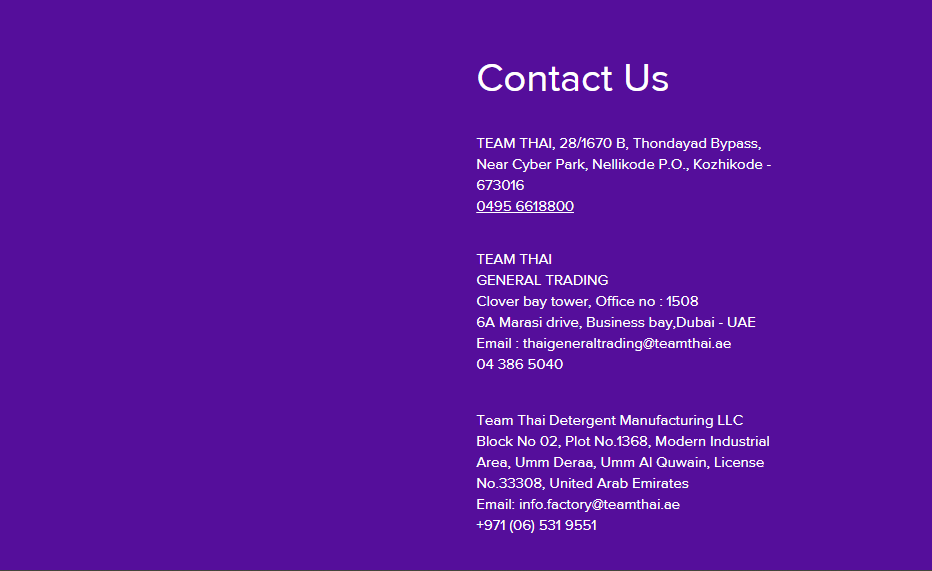 Contact Us
TEAM THAI, 28/1670 B, Thondayad Bypass,
Near Cyber Park, Nellikode P.O., Kozhikode -
673016
0495 6618800
TEAM THAI
GENERAL TRADING
Clover bay tower, Office no : 1508
6A Marasi drive, Business bay,Dubai - UAE
Email : thaigeneraltrading@teamthai.ae
04 386 5040
Team Thai Detergent Manufacturing LLC
Block No 02, Plot No.1368, Modern Industrial
Area, Umm Deraa, Umm Al Quwain, License
No.33308, United Arab Emirates
Email: info.factory@teamthai.ae
+971 (06) 531 9551